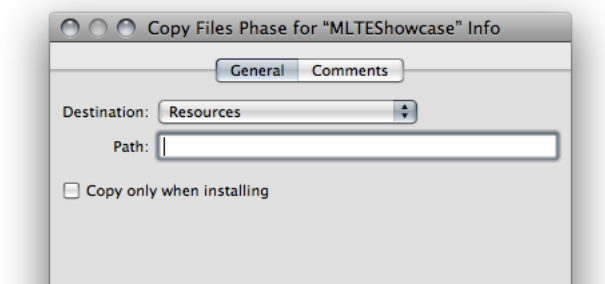 Copy Files Phase for “MLTEShowcase” Info
General Comments
Destination: Resources
Path:
Copy only when installing